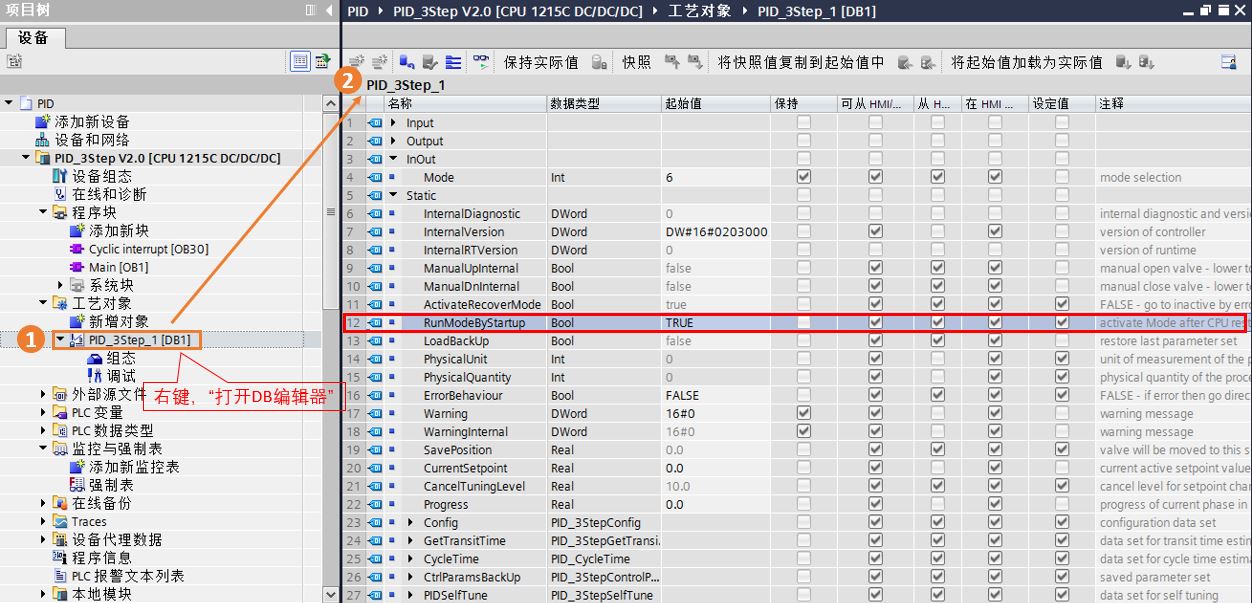 项目树
设备
PID
添加新设备
设备和网络
PID_3Step V2.0 [CPU 1215C DC/DC/DC]
设备组态
在线和诊断
程序块
添加新块
Cyclic interrupt [OB30]
Main [OB1]
系统块
工艺对象
新增对象
1 PID_3Step_1 [DB1]
组态
调试
右键，“打开DB编辑器”
外部源文件
PLC 变量
PLC 数据类型
监控与强制表
添加新监控表
强制表
在线备份
Traces
设备代理数据
程序信息
PLC 报警文本列表
本地模块
PID PID_3Step V2.0 [CPU 1215C DC/DC/DC] 工艺对象 PID_3Step_1 [DB1]
保持实际值 快照 将快照值复制到起始值中 将起始值加载为实际值
2 PID_3Step_1
名称 数据类型 起始值 保持 可从 HMI/... 从 H... 在 HMI ... 设定值 注释
1 Input
2 Output
3 InOut
4 Mode Int 6 mode selection
5 Static
6 InternalDiagnostic DWord 0 internal diagnostic and versi
7 InternalVersion DWord DW#16#0203000 version of controller
8 InternalRTVersion DWord 0 version of runtime
9 ManualUpInternal Bool false manual open valve - lower to
10 ManualDnInternal Bool false manual close valve - lower to
11 ActivateRecoverMode Bool true FALSE - go to inactive by err
12 RunModeByStartup Bool TRUE activate Mode after CPU res
13 LoadBackUp Bool false restore last parameter set
14 PhysicalUnit Int 0 unit of measurement of the p
15 PhysicalQuantity Int 0 physical quantity of the proce
16 ErrorBehaviour Bool FALSE FALSE - if error then go direc
17 Warning DWord 16#0 warning message
18 WarningInternal DWord 16#0 warning message
19 SavePosition Real 0.0 valve will be moved to this s
20 CurrentSetpoint Real 0.0 current active setpoint value
21 CancelTuningLevel Real 10.0 cancel level for setpoint char
22 Progress Real 0.0 progress of current phase in
23 Config PID_3StepConfig configuration data set
24 GetTransitTime PID_3StepGetTransi... data set for transit time estim
25 CycleTime PID_CycleTime data set for cycle time estima
26 CtrlParamsBackUp PID_3StepControlP... saved parameter set
27 PIDSelfTune PID_3StepSelfTune data set for self tuning